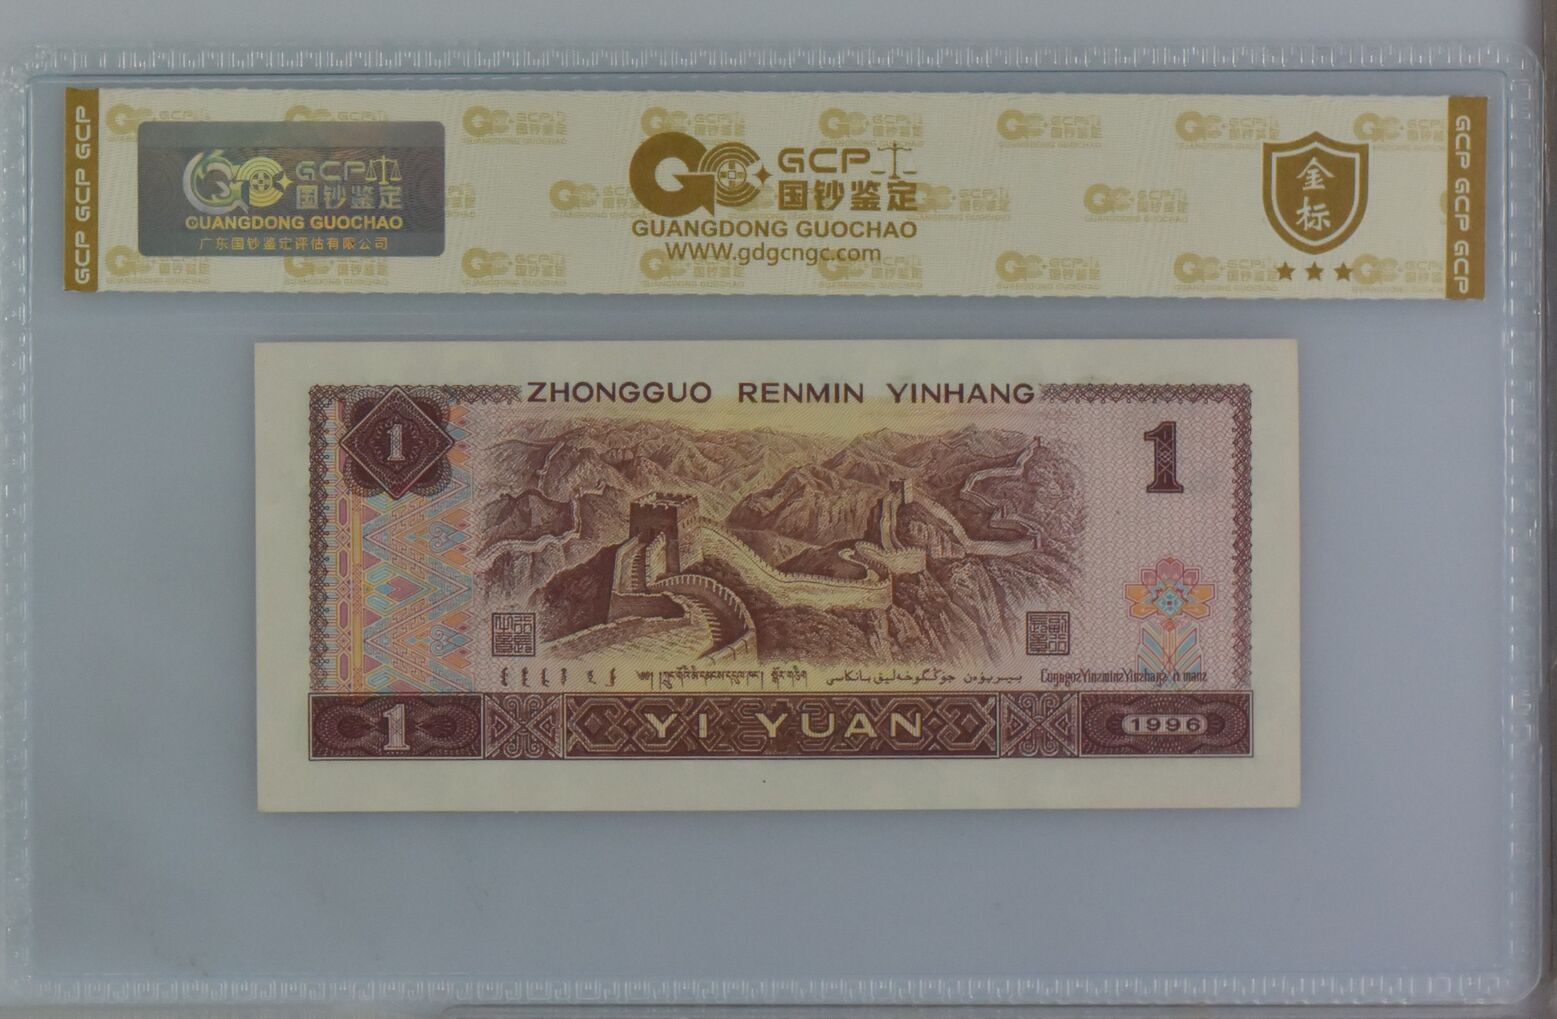 GCP GCP GCP
GCP
国钞鉴定
GUANGDONG GUOCHAO
广东国钞鉴定评估有限公司
GCP
国钞鉴定
GUANGDONG GUOCHAO
WWW.gdgcngc.com
金标
GCP GCP GCP
ZHONGGUO RENMIN YINHANG
1
1
1
YI YUAN
1996